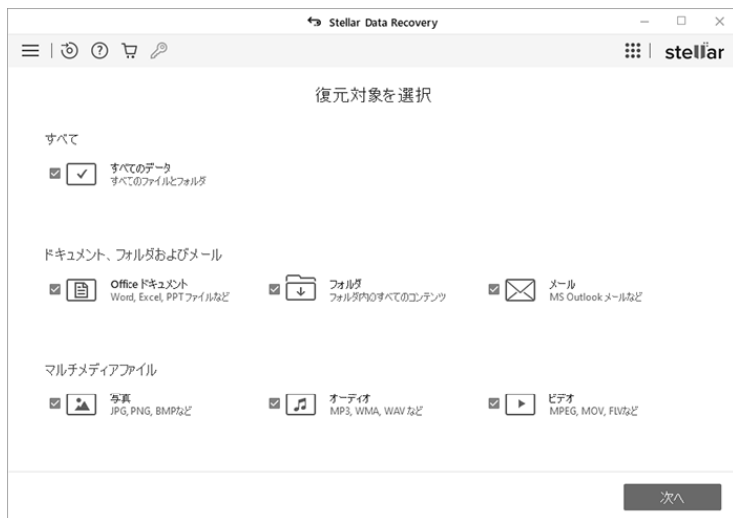 Stellar Data Recovery
stellar
復元対象を選択
すべて
すべてのデータ
すべてのファイルとフォルダ
ドキュメント、フォルダおよびメール
Office ドキュメント
Word, Excel, PPTファイルなど
フォルダ
フォルダ内のすべてのコンテンツ
メール
MS Outlook メールなど
マルチメディアファイル
写真
JPG, PNG, BMPなど
オーディオ
MP3, WMA, WAV など
ビデオ
MPEG, MOV, FLVなど
次へ